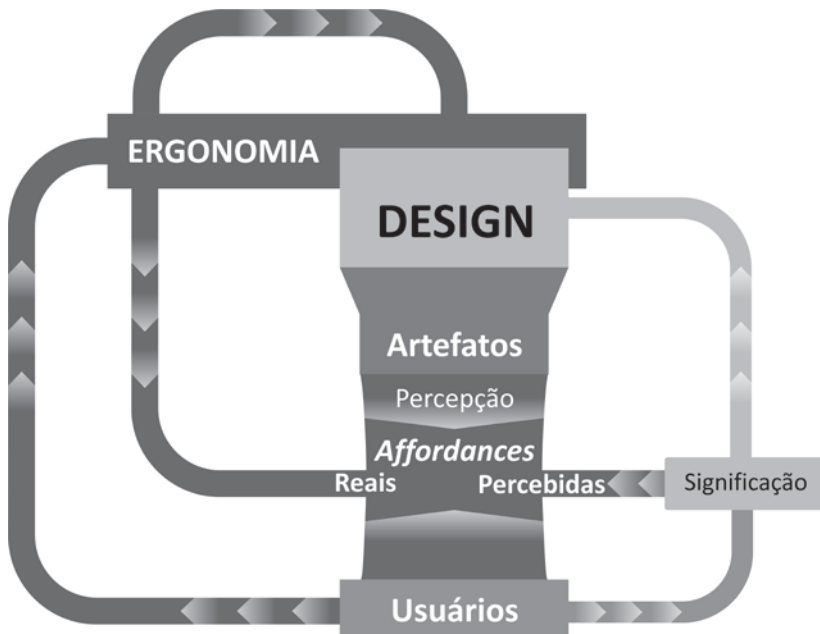 ERGONOMIA
DESIGN
Artefatos
Percepção
Affordances
Reais
Percebidas
Significação
Usuários